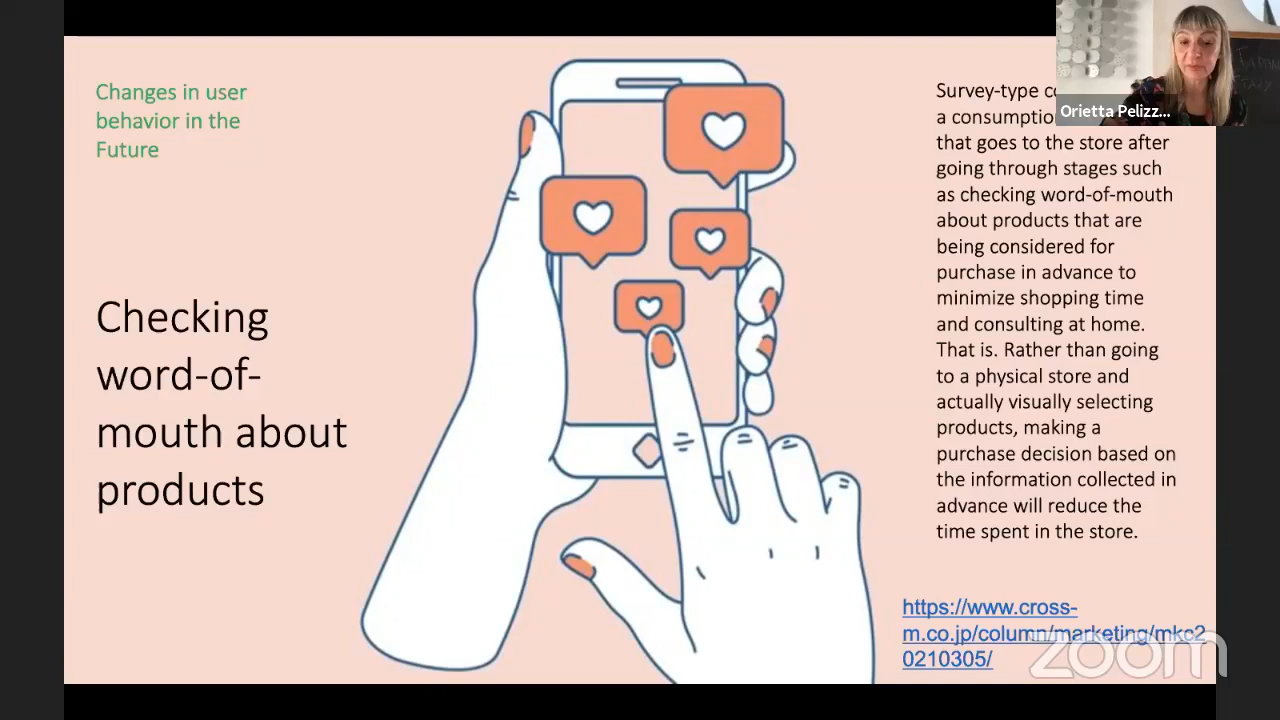 Changes in user
behavior in the
Future
Checking
word-of-
mouth about
products
Survey-type
a consumption
that goes to the store after
going through stages such
as checking word-of-mouth
about products that are
being considered for
purchase in advance to
minimize shopping time
and consulting at home.
That is. Rather than going
to a physical store and
actually visually selecting
products, making a
purchase decision based on
the information collected in
advance will reduce the
time spent in the store.
https://www.cross-
m.co.jp/column/marketing/mkc2
0210305/
Orietta Pelizz...
zoom